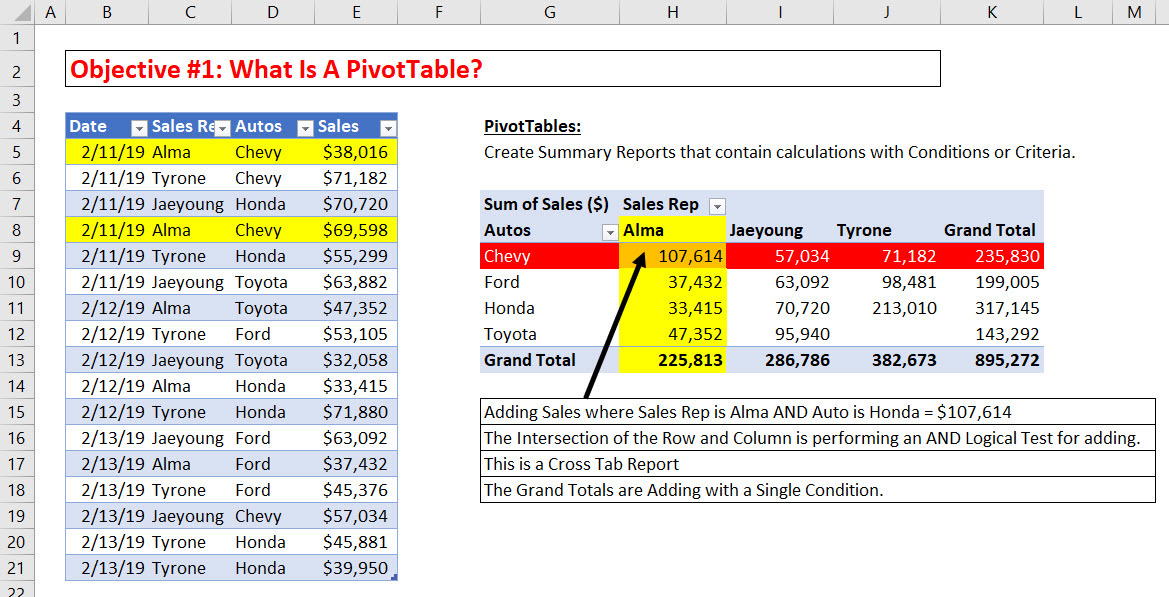 A B C D E F G H I J K L M
1
2 Objective #1: What Is A PivotTable?
3
4 Date Sales Re Autos Sales PivotTables:
5 2/11/19 Alma Chevy $38,016 Create Summary Reports that contain calculations with Conditions or Criteria.
6 2/11/19 Tyrone Chevy $71,182
7 2/11/19 Jaeyoung Honda $70,720 Sum of Sales ($) Sales Rep
8 2/11/19 Alma Chevy $69,598 Autos Alma Jaeyoung Tyrone Grand Total
9 2/11/19 Tyrone Honda $55,299 Chevy 107,614 57,034 71,182 235,830
10 2/11/19 Jaeyoung Toyota $63,882 Ford 37,432 63,092 98,481 199,005
11 2/12/19 Alma Toyota $47,352 Honda 33,415 70,720 213,010 317,145
12 2/12/19 Tyrone Ford $53,105 Toyota 47,352 95,940 143,292
13 2/12/19 Jaeyoung Toyota $32,058 Grand Total 225,813 286,786 382,673 895,272
14 2/12/19 Alma Honda $33,415
15 2/12/19 Tyrone Honda $71,880 Adding Sales where Sales Rep is Alma AND Auto is Honda = $107,614
16 2/13/19 Jaeyoung Ford $63,092 The Intersection of the Row and Column is performing an AND Logical Test for adding.
17 2/13/19 Alma Ford $37,432 This is a Cross Tab Report
18 2/13/19 Tyrone Ford $45,376 The Grand Totals are Adding with a Single Condition.
19 2/13/19 Jaeyoung Chevy $57,034
20 2/13/19 Tyrone Honda $45,881
21 2/13/19 Tyrone Honda $39,950
22